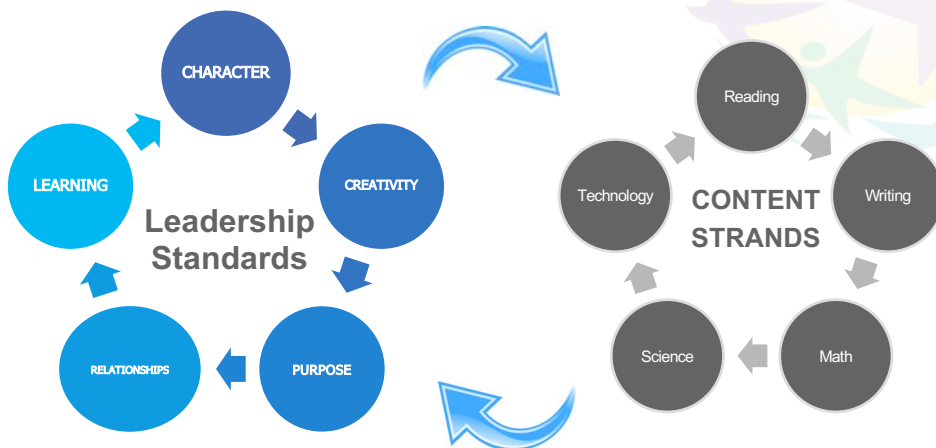 CHARACTER
CREATIVITY
PURPOSE
RELATIONSHIPS
LEARNING
Leadership
Standards
Reading
Writing
Math
Science
Technology
CONTENT
STRANDS